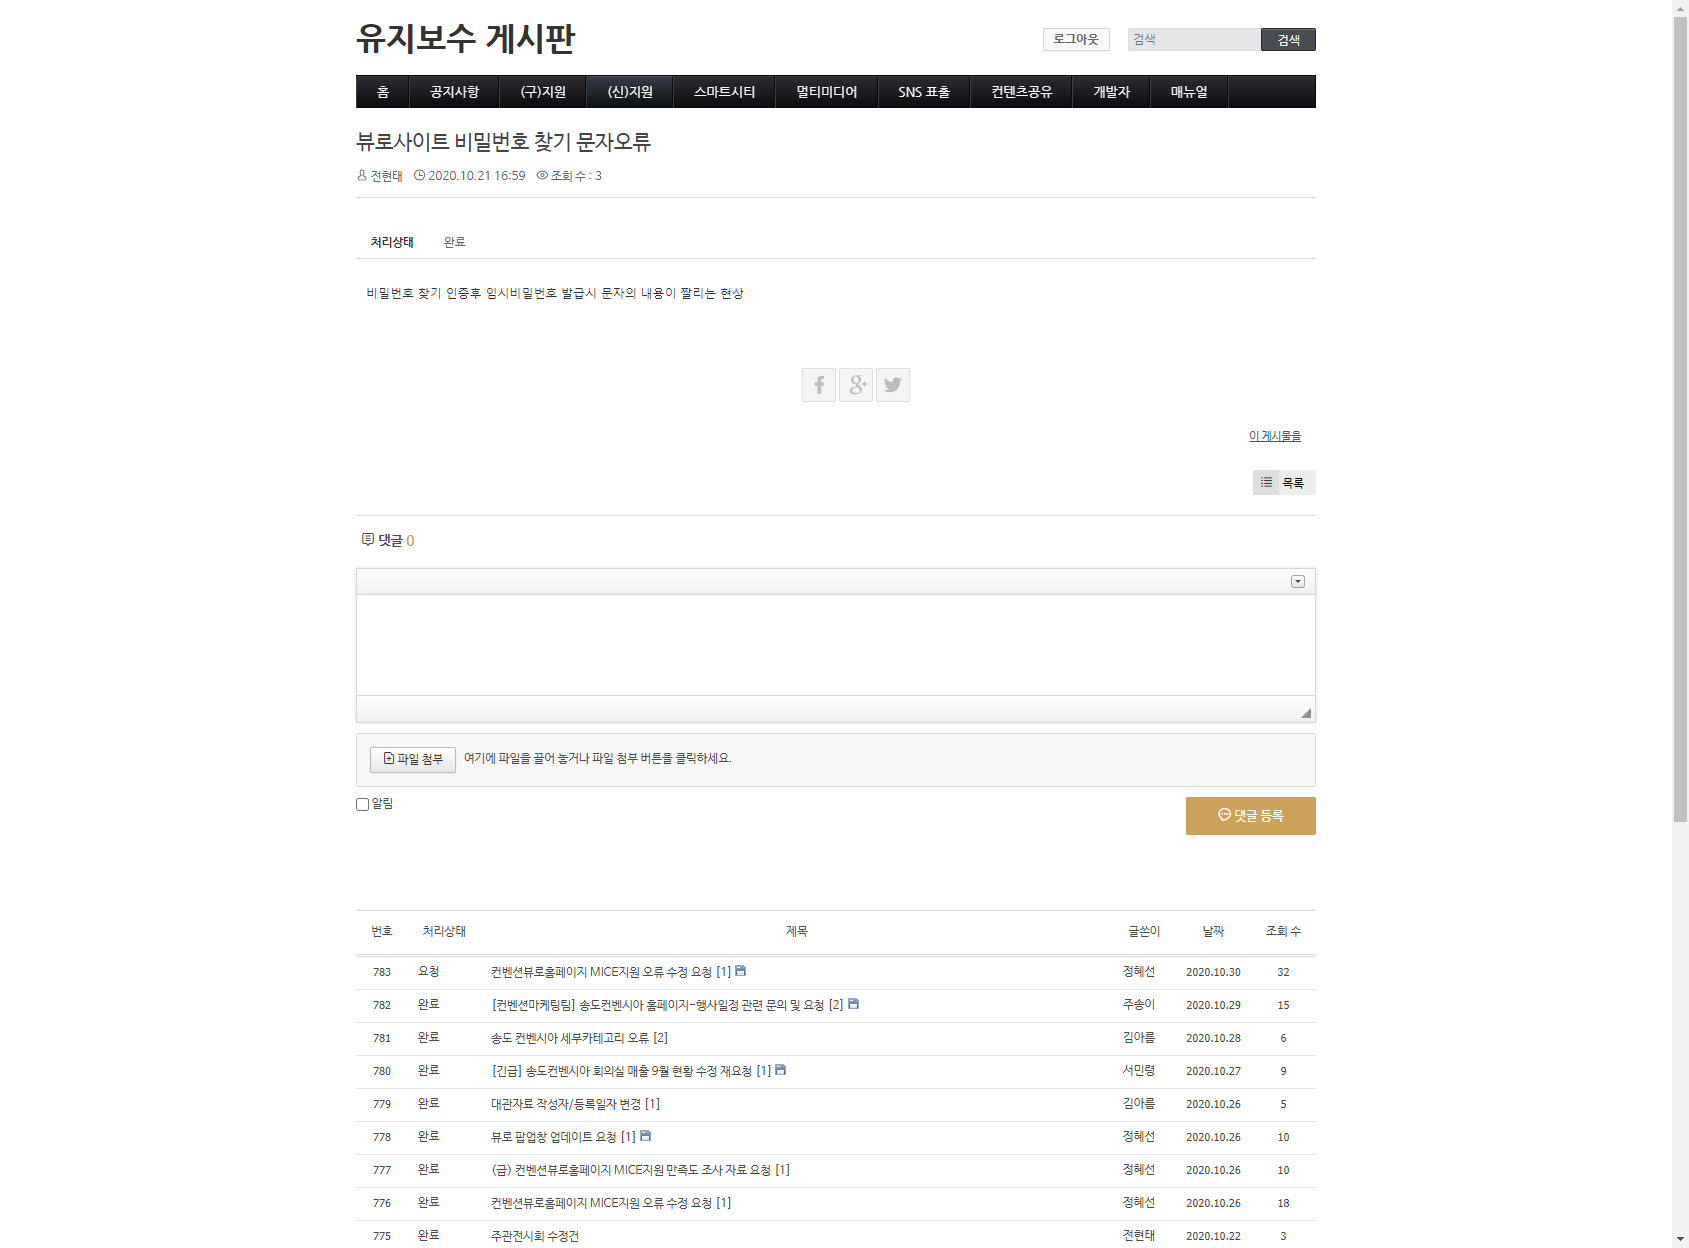 유지보수 게시판
로그아웃 검색 검색
홈 공지사항 (구)지원 (신)지원 스마트시티 멀티미디어 SNS 표출 컨텐츠공유 개발자 매뉴얼
뷰로사이트 비밀번호 찾기 문자오류
전현태 2020.10.21 16:59 조회 수 : 3
처리상태 완료
비밀번호 찾기 인증후 임시비밀번호 발급시 문자의 내용이 짤리는 현상
이 게시물을
목록
댓글 0
파일 첨부 여기에 파일을 끌어 놓거나 파일 첨부 버튼을 클릭하세요.
알림
댓글 등록
번호 처리상태 제목 글쓴이 날짜 조회 수
783 요청 컨벤션뷰로홈페이지 MICE지원 오류 수정 요청 [1] 정혜선 2020.10.30 32
782 완료 [컨벤션마케팅팀] 송도컨벤시아 홈페이지-행사일정 관련 문의 및 요청 [2] 주송이 2020.10.29 15
781 완료 송도 컨벤시아 세부카테고리 오류 [2] 김아름 2020.10.28 6
780 완료 [긴급] 송도컨벤시아 회의실 매출 9월 현황 수정 재요청 [1] 서민령 2020.10.27 9
779 완료 대관자료 작성자/등록일자 변경 [1] 김아름 2020.10.26 5
778 완료 뷰로 팝업창 업데이트 요청 [1] 정혜선 2020.10.26 10
777 완료 (급) 컨벤션뷰로홈페이지 MICE지원 만족도 조사 자료 요청 [1] 정혜선 2020.10.26 10
776 완료 컨벤션뷰로홈페이지 MICE지원 오류 수정 요청 [1] 정혜선 2020.10.26 18
775 완료 주관전시회 수정건 전현태 2020.10.22 3